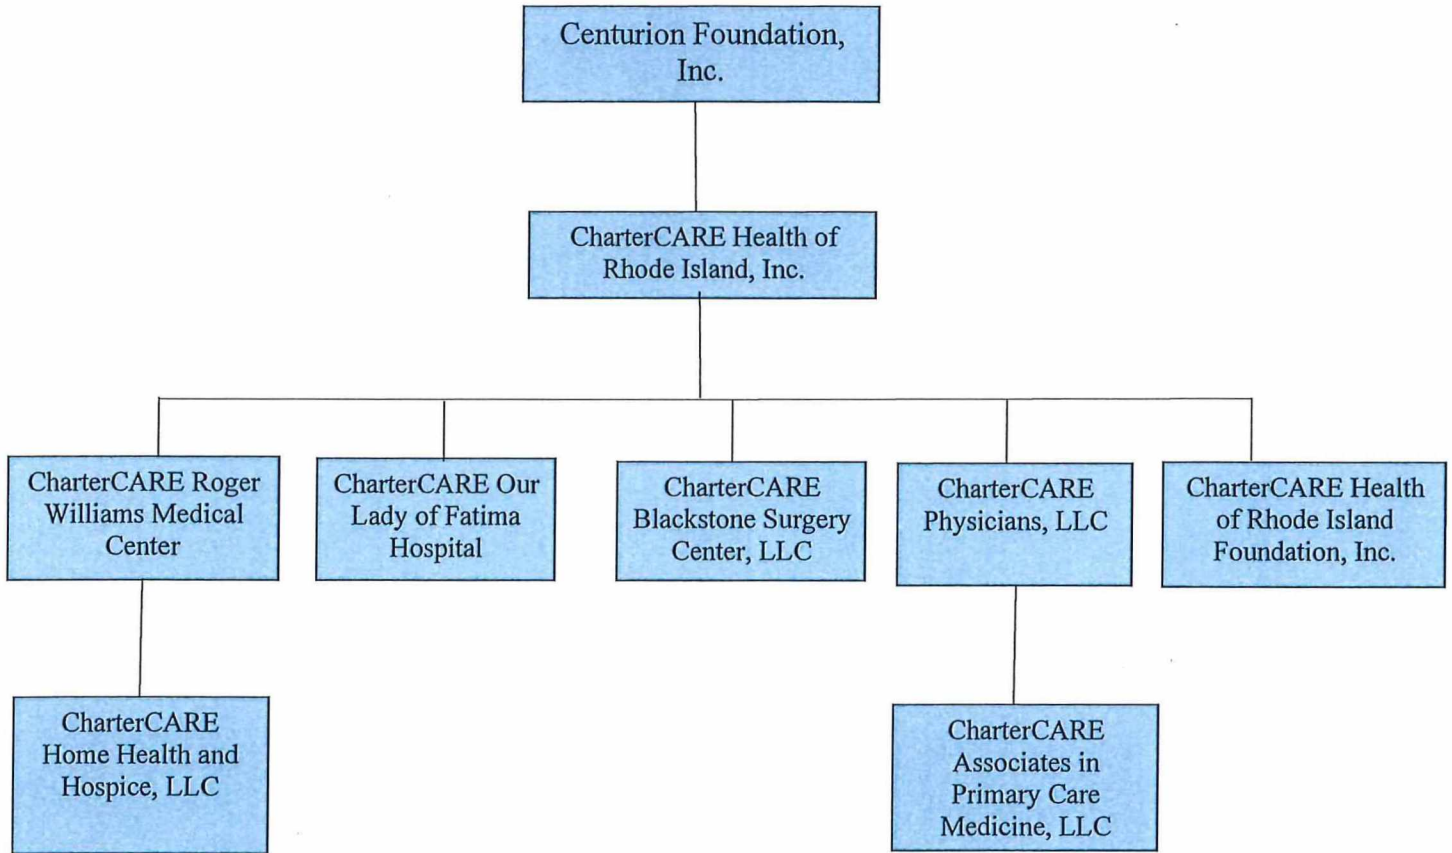 Centurion Foundation,
Inc.
CharterCARE Health of
Rhode Island, Inc.
CharterCARE Roger
Williams Medical
Center
CharterCARE Our
Lady of Fatima
Hospital
CharterCARE
Blackstone Surgery
Center, LLC
CharterCARE
Physicians, LLC
CharterCARE Health
of Rhode Island
Foundation, Inc.
CharterCARE
Home Health and
Hospice, LLC
CharterCARE
Associates in
Primary Care
Medicine, LLC